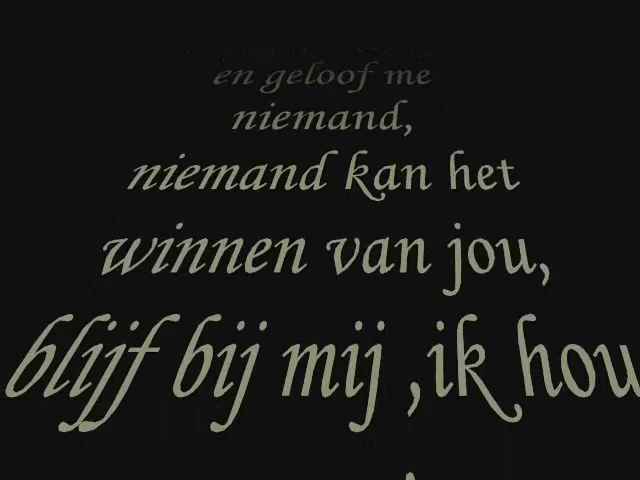 en geloof me
niemand,
niemand kan het
winnen van jou,
blijf bij mij ,ik hou